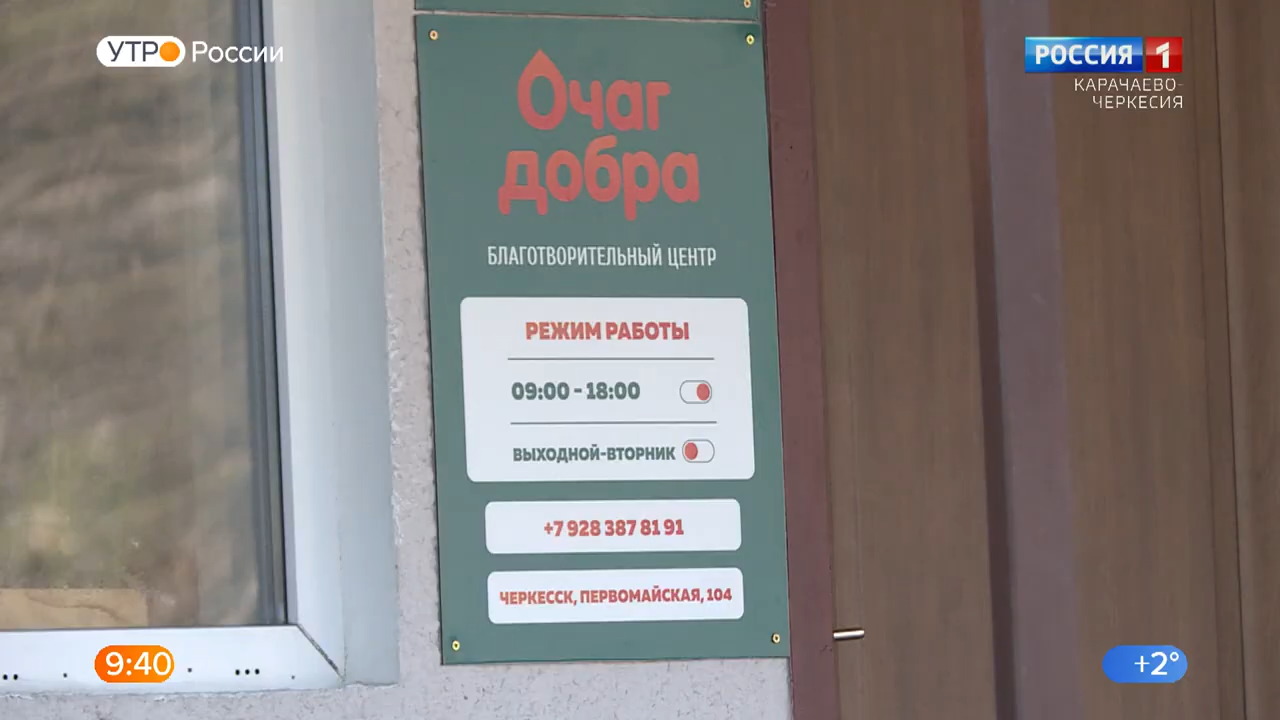 УТРО России
РОССИЯ 1
КАРАЧАЕВО-
ЧЕРКЕСИЯ
Очаг
добра
БЛАГОТВОРИТЕЛЬНЫЙ ЦЕНТР
РЕЖИМ РАБОТЫ
09:00 - 18:00
ВЫХОДНОЙ-ВТОРНИК
+7 928 387 81 91
ЧЕРКЕССК, ПЕРВОМАЙСКАЯ, 104
9:40
+2°